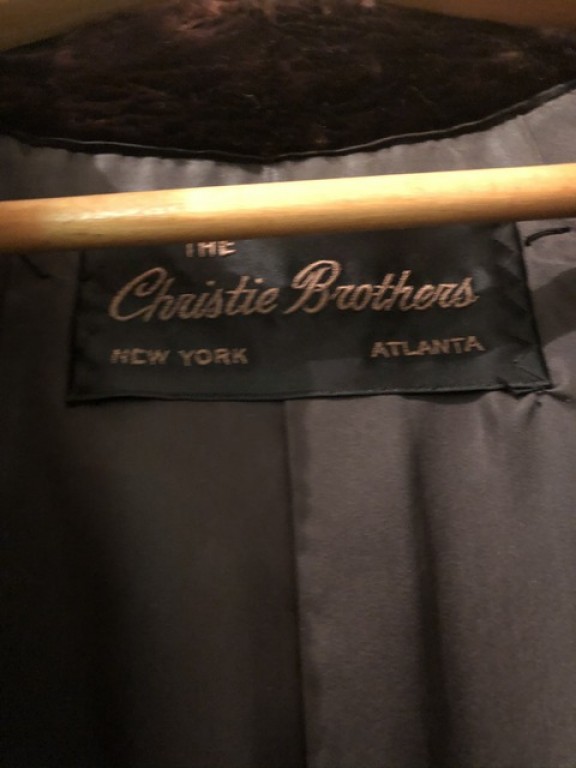 THE
Christie Brothers
NEW YORK ATLANTA